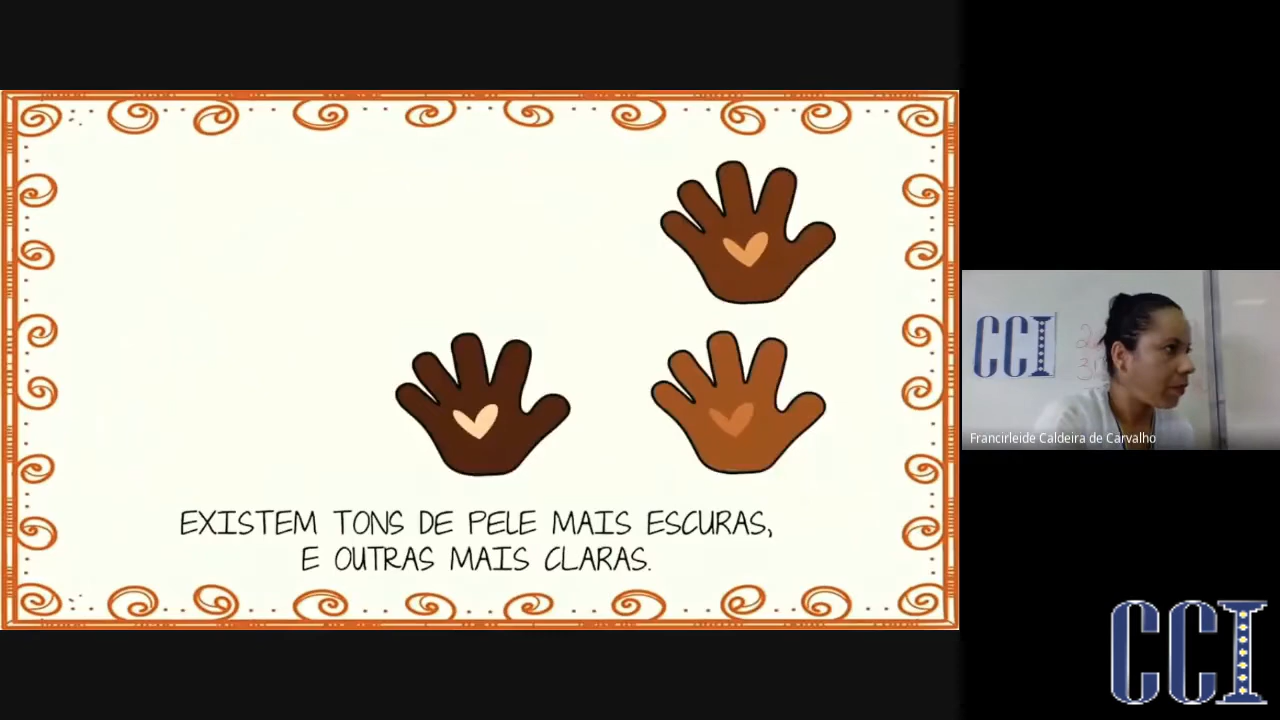 EXISTEM TONS DE PELE MAIS ESCURAS,
E OUTRAS MAIS CLARAS.
CCI
Francirleide Caldeira de Carvalho
CCI